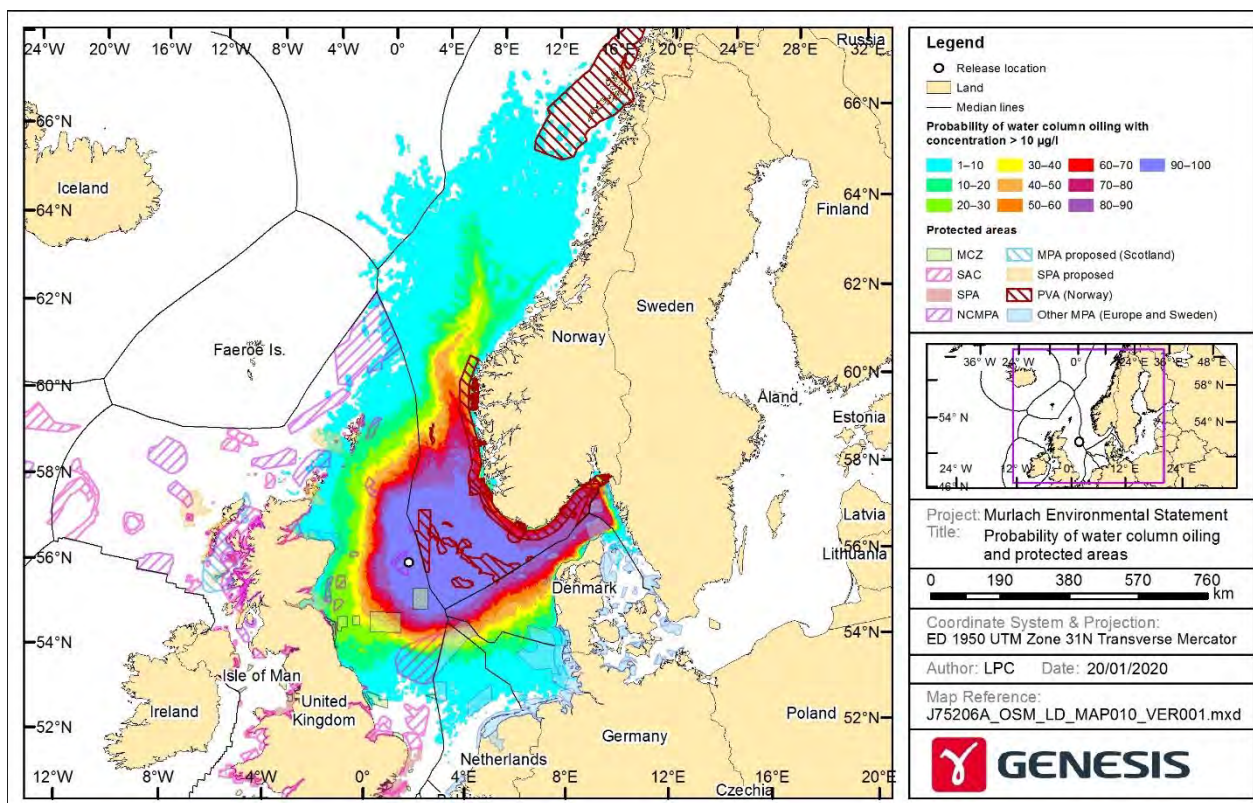 24°W 20°W 16°W 12°W 8°W 4°W 0° 4°E 8°E 12°E 16°E 20°E 24°E 28°E
Russia
66°N 66°N
Iceland
64°N 64°N
Finland
62°N 62°N
Sweden
Norway
Faeroe Is.
60°N 60°N
Åland
Estonia
58°N 58°N
Latvia
56°N 56°N
Lithuania
Denmark
54°N 54°N
Isle of Man
United
Kingdom
Ireland
52°N 52°N
Poland
Germany
Netherlands
Czechia
12°W 8°W 4°W 0° 4°E 8°E 12°E 16°E 20°E
Legend
Release location
Land
Median lines
Probability of water column oiling with
concentration > 10 µg/l
1–10 30–40 60–70 90–100
10–20 40–50 70–80
20–30 50–60 80–90
Protected areas
MCZ MPA proposed (Scotland)
SAC SPA proposed
SPA PVA (Norway)
NCMPA Other MPA (Europe and Sweden)
36°W 24°W 12°W 0° 12°E 24°E 36°E 48°E
58°N
54°N 54°N
24°W 12°W 0° 12°E 24°E
46°N
Project: Murlach Environmental Statement
Title: Probability of water column oiling
and protected areas
0 190 380 570 760
km
Coordinate System & Projection:
ED 1950 UTM Zone 31N Transverse Mercator
Author: LPC Date: 20/01/2020
Map Reference:
J75206A_OSM_LD_MAP010_VER001.mxd
GENESIS